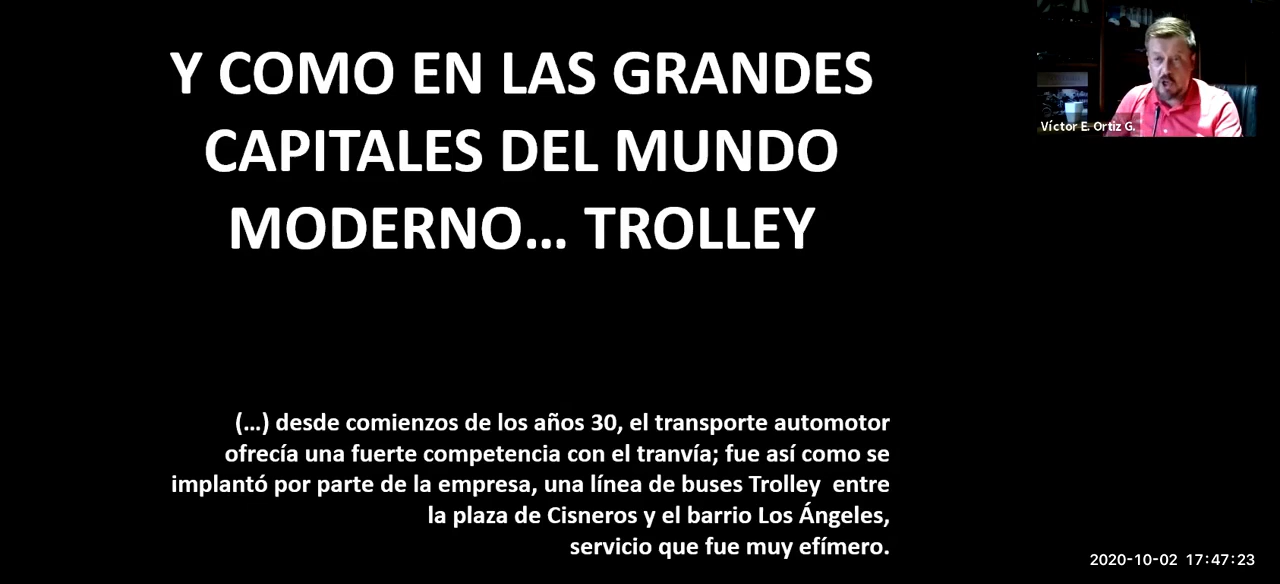 Y COMO EN LAS GRANDES
CAPITALES DEL MUNDO
MODERNO... TROLLEY
Víctor E. Ortiz G.
(...) desde comienzos de los años 30, el transporte automotor
ofrecía una fuerte competencia con el tranvía; fue así como se
implantó por parte de la empresa, una línea de buses Trolley entre
la plaza de Cisneros y el barrio Los Ángeles,
servicio que fue muy efímero.
2020-10-02 17:47:23